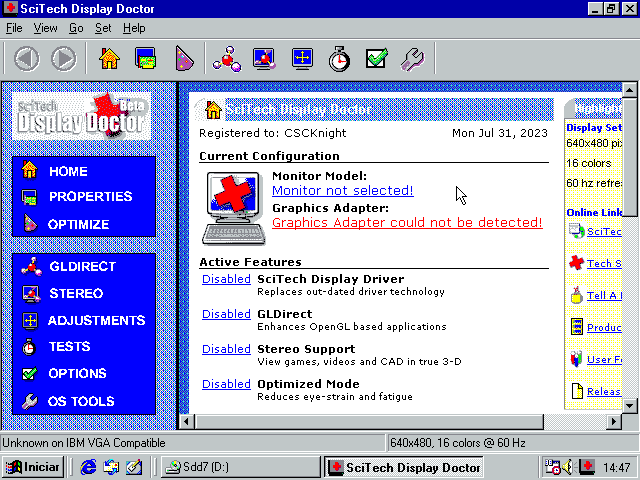 SciTech Display Doctor
File View Go Set Help
SciTech
Beta
Display Doctor
HOME
PROPERTIES
OPTIMIZE
GLDIRECT
STEREO
ADJUSTMENTS
TESTS
OPTIONS
OS TOOLS
SciTech Display Doctor
Registered to: CSCKnight Mon Jul 31, 2023
Current Configuration
Monitor Model:
Monitor not selected!
Graphics Adapter:
Graphics Adapter could not be detected!
Active Features
Disabled SciTech Display Driver
Replaces out-dated driver technology
Disabled GLDirect
Enhances OpenGL based applications
Disabled Stereo Support
View games, videos and CAD in true 3-D
Disabled Optimized Mode
Reduces eye-strain and fatigue
Highlight
Display Set
640x480 pix
16 colors
60 hz refre
Online Link
SciTec
Tech S
Tell A
Produc
User F
Releas
Unknown on IBM VGA Compatible 640x480, 16 colors @ 60 Hz
Iniciar Sdd7 (D:) SciTech Display Doctor 14:47